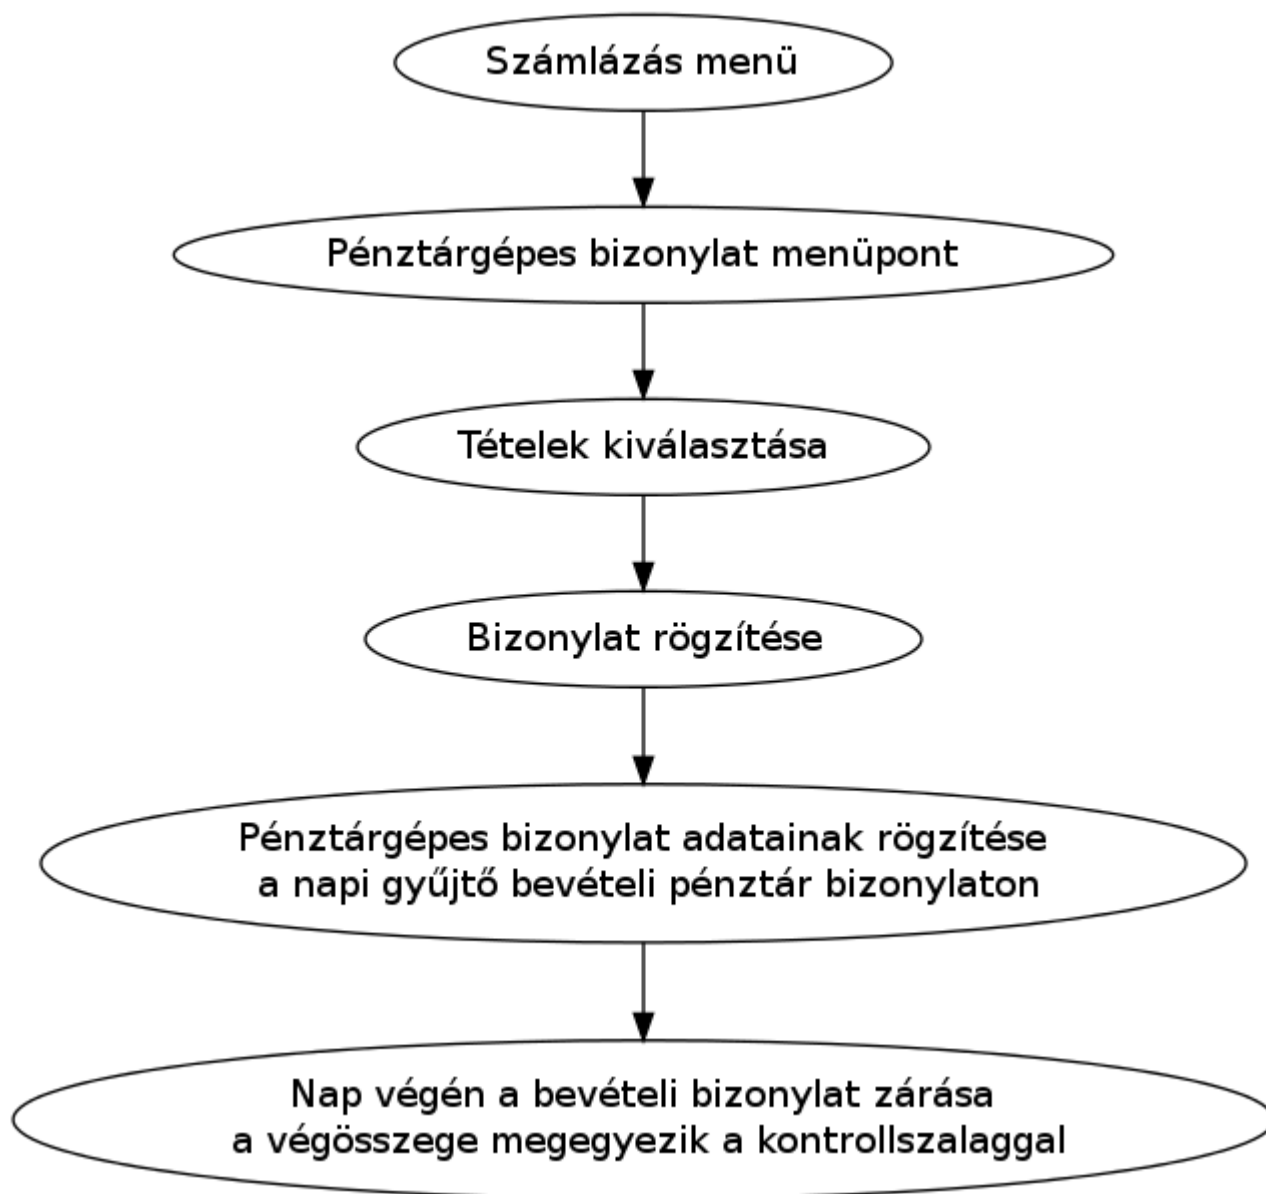 Számlázás menü
Pénztárgépes bizonylat menüpont
Tételek kiválasztása
Bizonylat rögzítése
Pénztárgépes bizonylat adatainak rögzítése
a napi gyűjtő bevételi pénztár bizonylaton
Nap végén a bevételi bizonylat zárása
a végösszege megegyezik a kontrollszalaggal